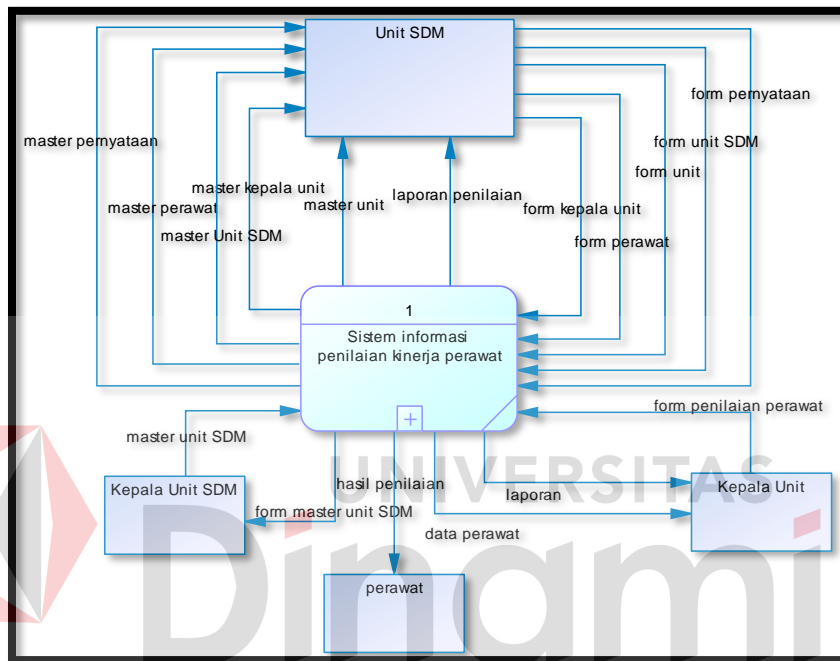 Unit SDM
form pernyataan
master pernyataan
form unit SDM
form unit
master kepala unit
laporan penilaian
master perawat
master unit
form kepala unit
master Unit SDM
form perawat
1
Sistem informasi
penilaian kinerja perawat
form penilaian perawat
master unit SDM
UNIVERSITAS
hasil penilaian
Kepala Unit SDM
laporan
Kepala Unit
form master unit SDM
data perawat
Dinami
perawat